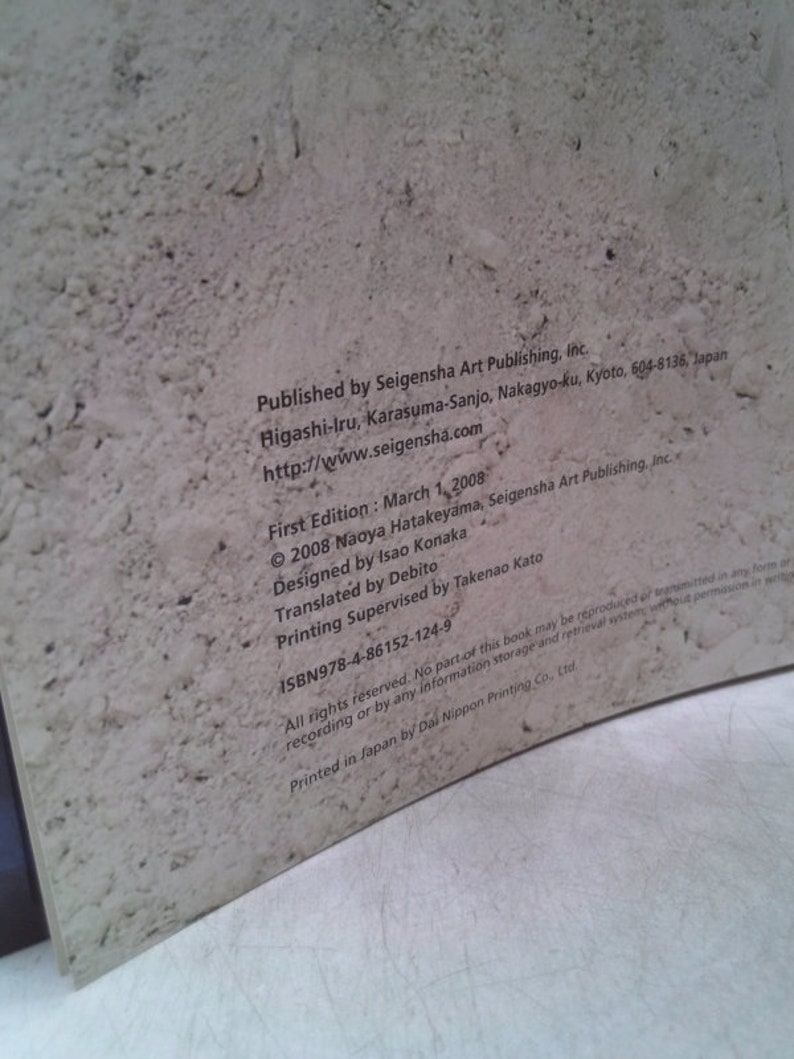 Published by Seigensha Art Publishing, Inc.
Higashi-Iru, Karasuma-Sanjo, Nakagyo-ku, Kyoto, 604-8136, Japan
http://www.seigensha.com
First Edition : March 1, 2008
© 2008 Naoya Hatakeyama, Seigensha Art Publishing, Inc.
Designed by Isao Konaka
Translated by Debito
Printing Supervised by Takenao Kato
ISBN978-4-86152-124-9
All rights reserved. No part of this book may be reproduced or transmitted in any form or
recording or by any information storage and retrieval system, without permission in writing
Printed in Japan by Dai Nippon Printing Co., Ltd.